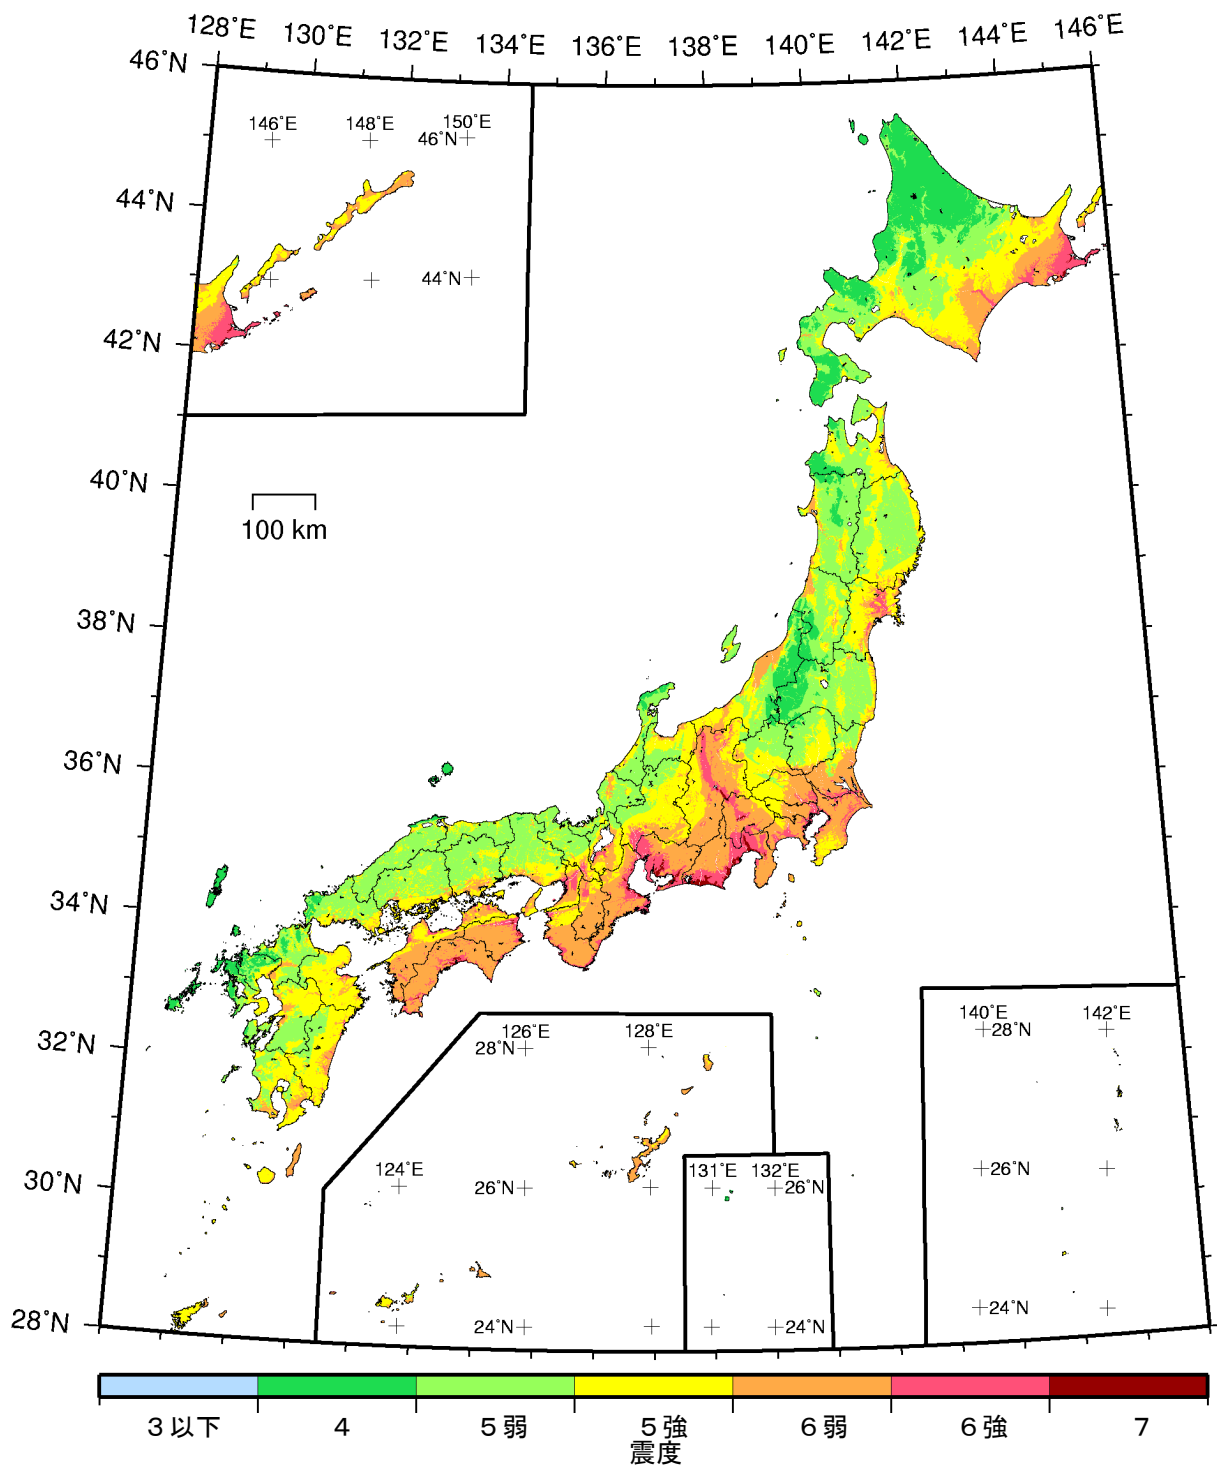 128°E 130°E 132°E 134°E 136°E 138°E 140°E 142°E 144°E 146°E
46°N
146°E 148°E 150°E
46°N
44°N
44°N
42°N
40°N
100 km
38°N
36°N
34°N
32°N
126°E 128°E
28°N
140°E 142°E
28°N
124°E
26°N
131°E 132°E
26°N
26°N
30°N
24°N
24°N
24°N
28°N
3以下 4 5弱 5強 6弱 6強 7
震度